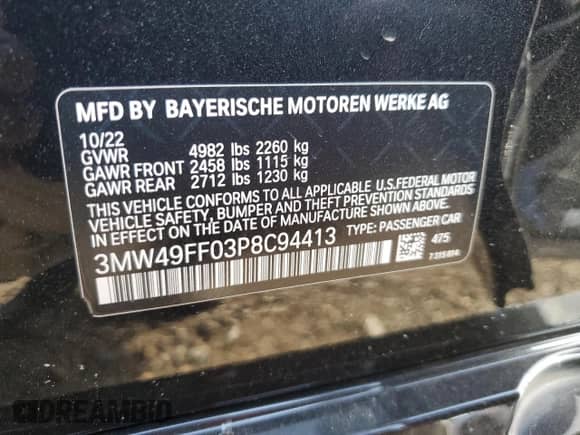 MFD BY BAYERISCHE MOTOREN WERKE AG
10/22
GVWR 4982 lbs 2260 kg
GAWR FRONT 2458 lbs 1115 kg
GAWR REAR 2712 lbs 1230 kg
THIS VEHICLE CONFORMS TO ALL APPLICABLE U.S.FEDERAL MOTOR
VEHICLE SAFETY, BUMPER AND THEFT PREVENTION STANDARDS
IN EFFECT ON THE DATE OF MANUFACTURE SHOWN ABOVE.
3MW49FF03P8C94413 TYPE: PASSENGER CAR
475
DREAMBID